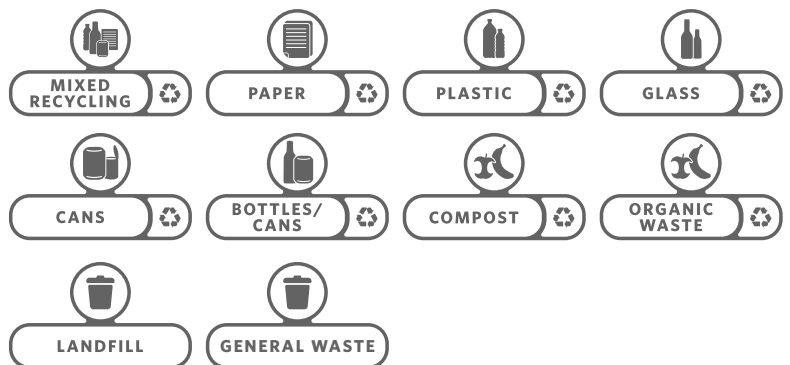 MIXED
RECYCLING
PAPER
PLASTIC
GLASS
CANS
BOTTLES/
CANS
COMPOST
ORGANIC
WASTE
LANDFILL
GENERAL WASTE